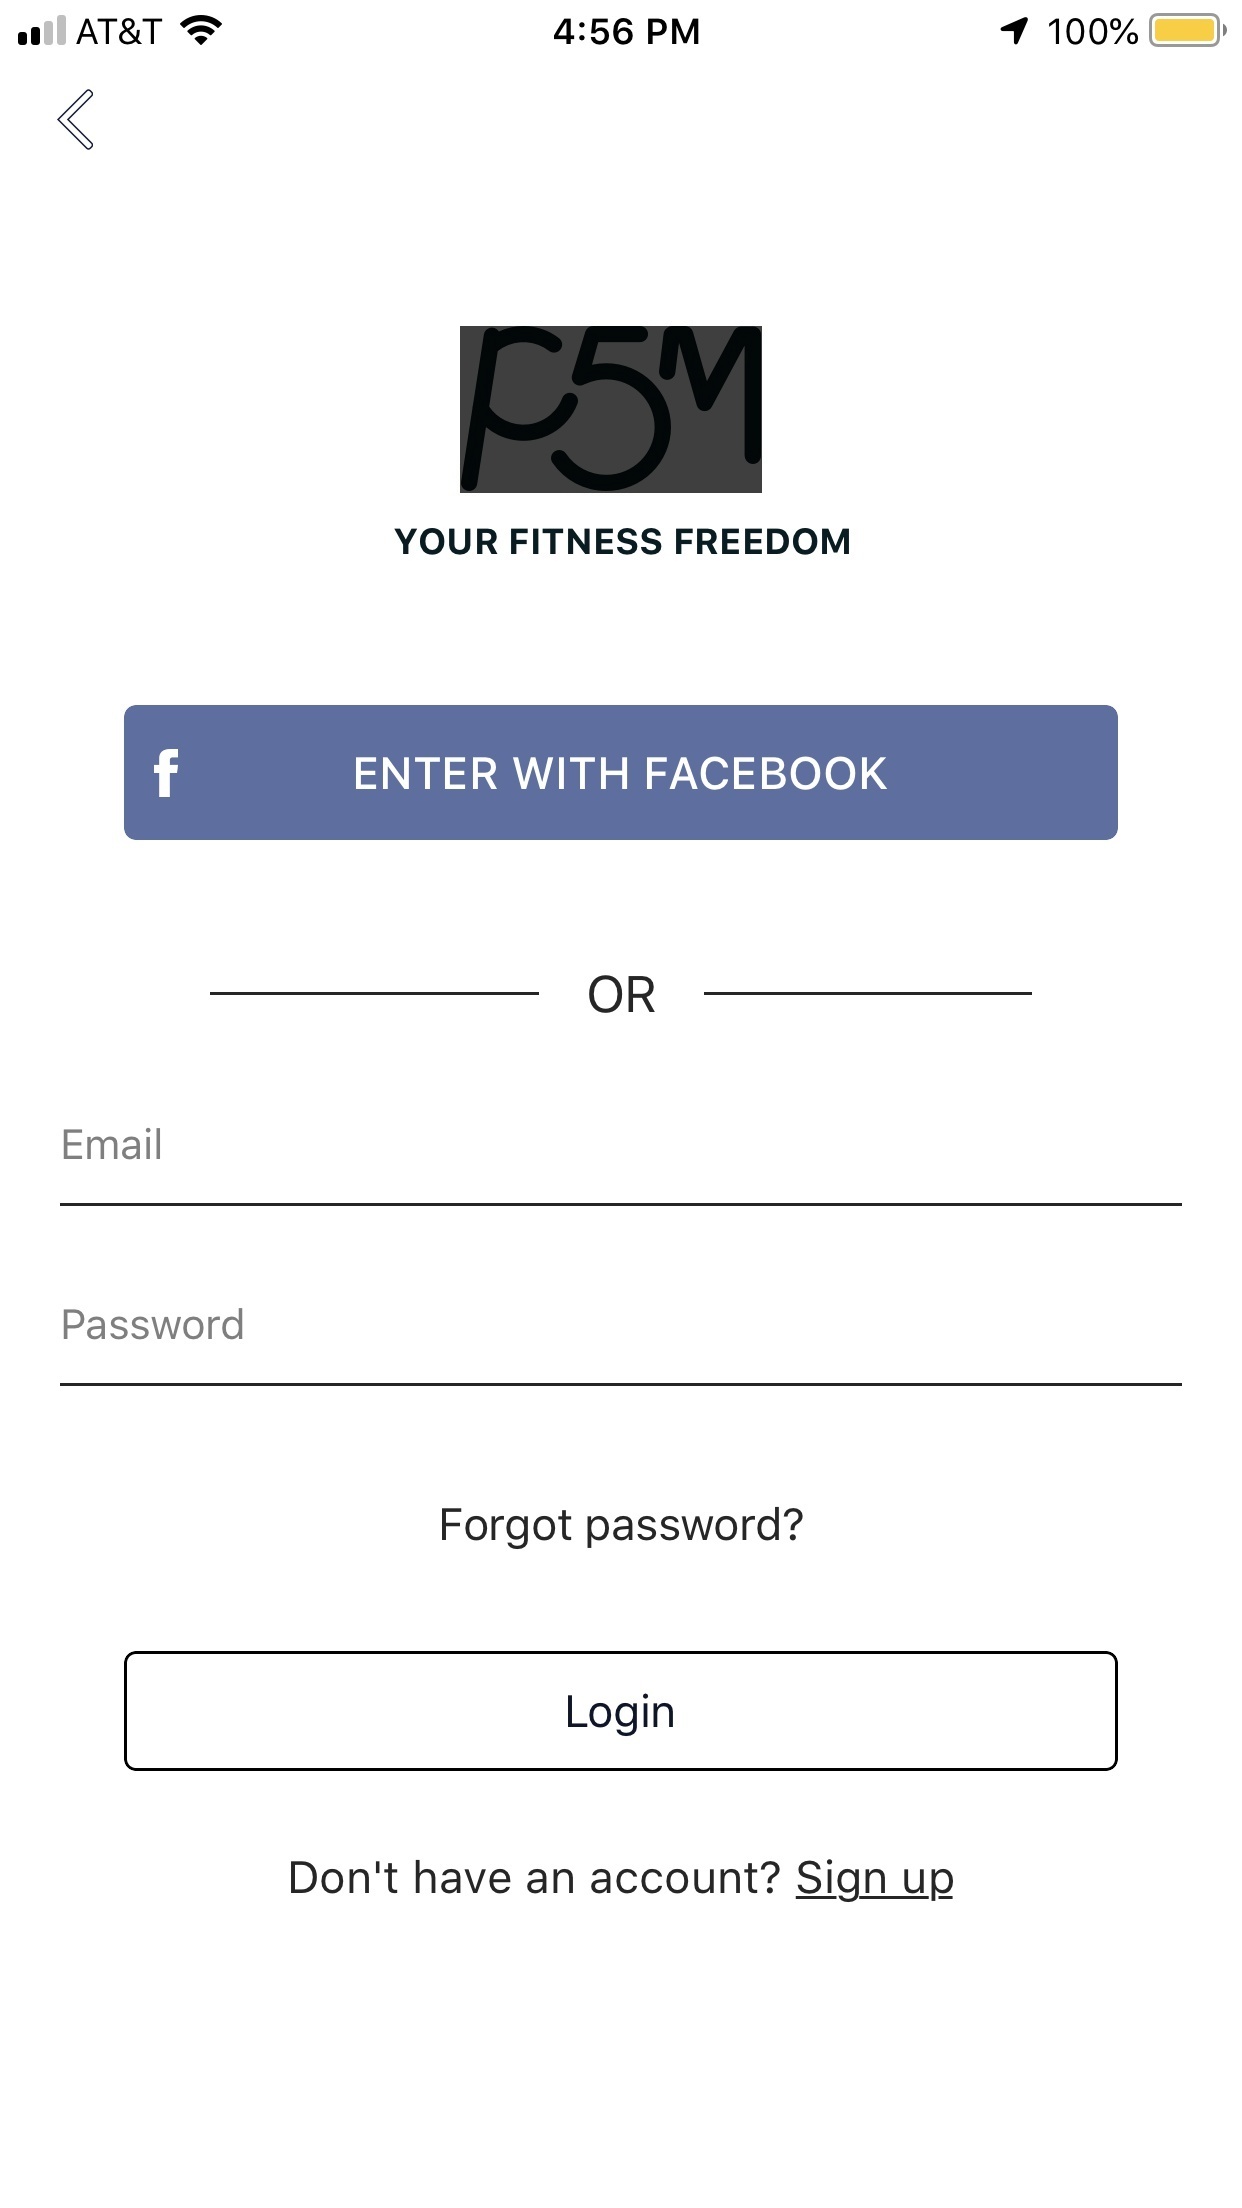 AT&T 4:56 PM 100%
P5M
YOUR FITNESS FREEDOM
f ENTER WITH FACEBOOK
OR
Email
Password
Forgot password?
Login
Don't have an account? Sign up